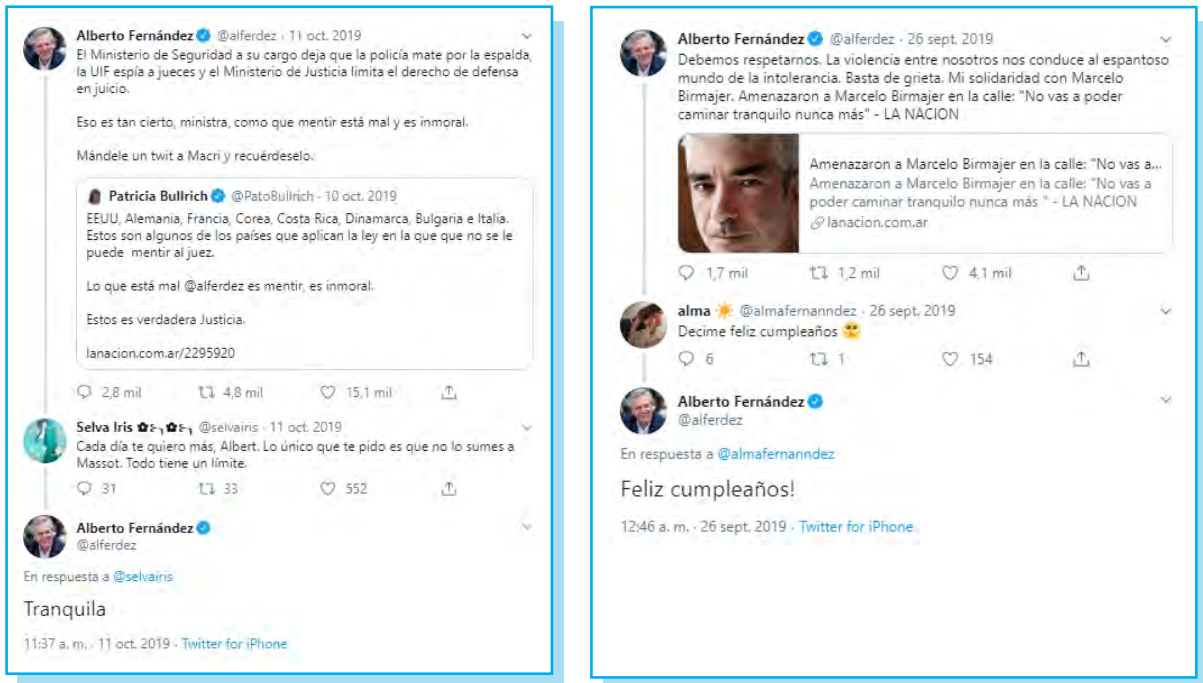 Alberto Fernández @alferdez · 11 oct. 2019
El Ministerio de Seguridad a su cargo deja que la policía mate por la espalda,
la UIF espía a jueces y el Ministerio de Justicia limita el derecho de defensa
en juicio.
Eso es tan cierto, ministra, como que mentir está mal y es inmoral.
Mándele un twit a Macri y recuérdeselo.
Patricia Bullrich @PatoBullrich · 10 oct. 2019
EEUU, Alemania, Francia, Corea, Costa Rica, Dinamarca, Bulgaria e Italia.
Estos son algunos de los países que aplican la ley en la que que no se le
puede mentir al juez.
Lo que está mal @alferdez es mentir, es inmoral.
Estos es verdadera Justicia.
lanacion.com.ar/2295920
2,8 mil 4,8 mil 15,1 mil
Selva Iris @selvairis · 11 oct. 2019
Cada día te quiero más, Albert. Lo único que te pido es que no lo sumes a
Massot. Todo tiene un límite.
31 33 552
Alberto Fernández
@alferdez
En respuesta a @selvairis
Tranquila
11:37 a. m. · 11 oct. 2019 · Twitter for iPhone
Alberto Fernández @alferdez · 26 sept. 2019
Debemos respetarnos. La violencia entre nosotros nos conduce al espantoso
mundo de la intolerancia. Basta de grieta. Mi solidaridad con Marcelo
Birmajer. Amenazaron a Marcelo Birmajer en la calle: "No vas a poder
caminar tranquilo nunca más" - LA NACION
Amenazaron a Marcelo Birmajer en la calle: "No vas a...
Amenazaron a Marcelo Birmajer en la calle: "No vas a
poder caminar tranquilo nunca más " - LA NACION
lanacion.com.ar
1,7 mil 1,2 mil 4,1 mil
alma @almafernanndez · 26 sept. 2019
Decime feliz cumpleaños
6 1 154
Alberto Fernández
@alferdez
En respuesta a @almafernanndez
Feliz cumpleaños!
12:46 a. m. · 26 sept. 2019 · Twitter for iPhone